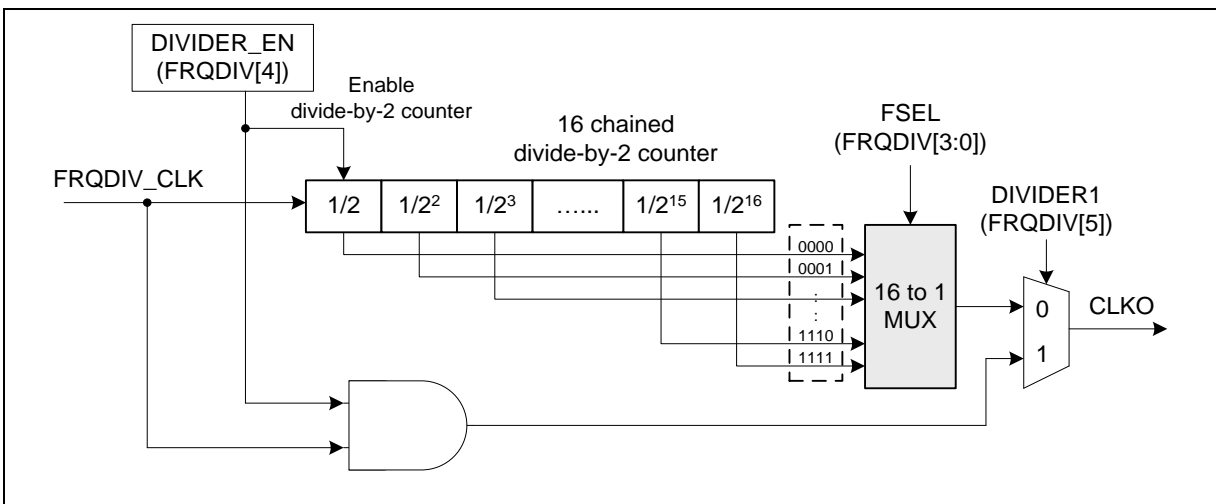 DIVIDER_EN
(FRQDIV[4])
Enable
divide-by-2 counter
16 chained
divide-by-2 counter
FSEL
(FRQDIV[3:0])
FRQDIV_CLK
1/2
1/2²
1/2³
…...
1/2¹⁵
1/2¹⁶
DIVIDER1
(FRQDIV[5])
0000
0001
:
:
1110
1111
16 to 1
MUX
0
1
CLKO